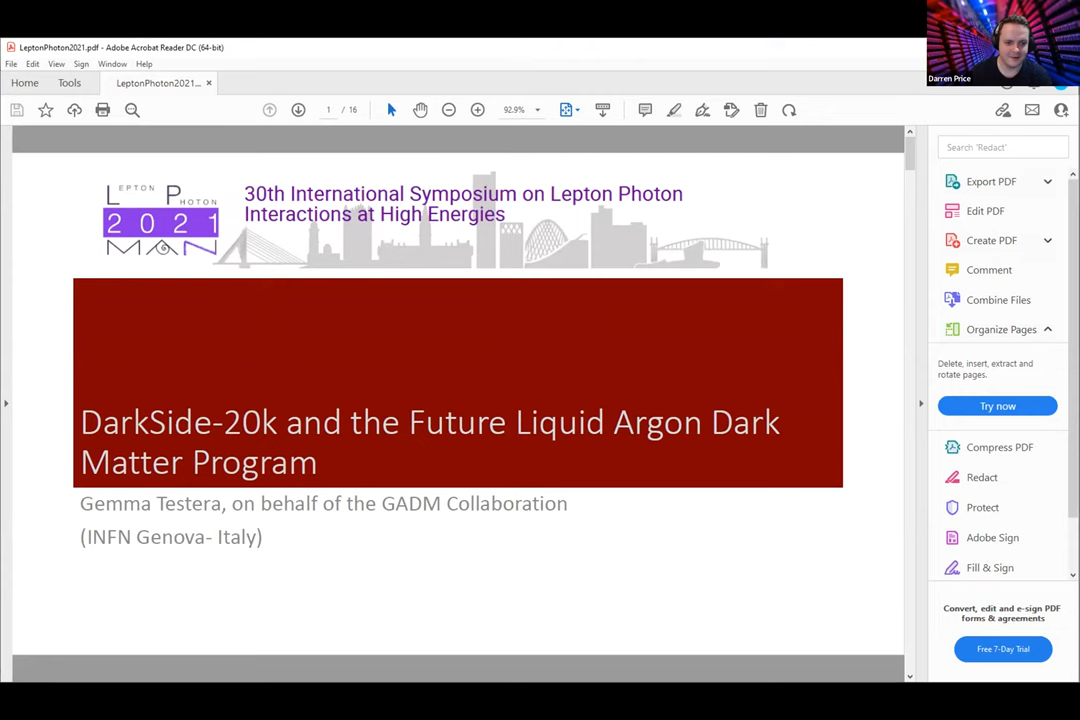 LeptonPhoton2021.pdf - Adobe Acrobat Reader DC (64-bit)
File Edit View Sign Window Help
Home Tools LeptonPhoton2021... ×
1 / 16 92.9%
Darren Price
Search 'Redact'
LEPTON PHOTON
2021
MAN
30th International Symposium on Lepton Photon
Interactions at High Energies
DarkSide-20k and the Future Liquid Argon Dark
Matter Program
Gemma Testera, on behalf of the GADM Collaboration
(INFN Genova- Italy)
Export PDF
Edit PDF
Create PDF
Comment
Combine Files
Organize Pages
Delete, insert, extract and
rotate pages.
Try now
Compress PDF
Redact
Protect
Adobe Sign
Fill & Sign
Convert, edit and e-sign PDF
forms & agreements
Free 7-Day Trial